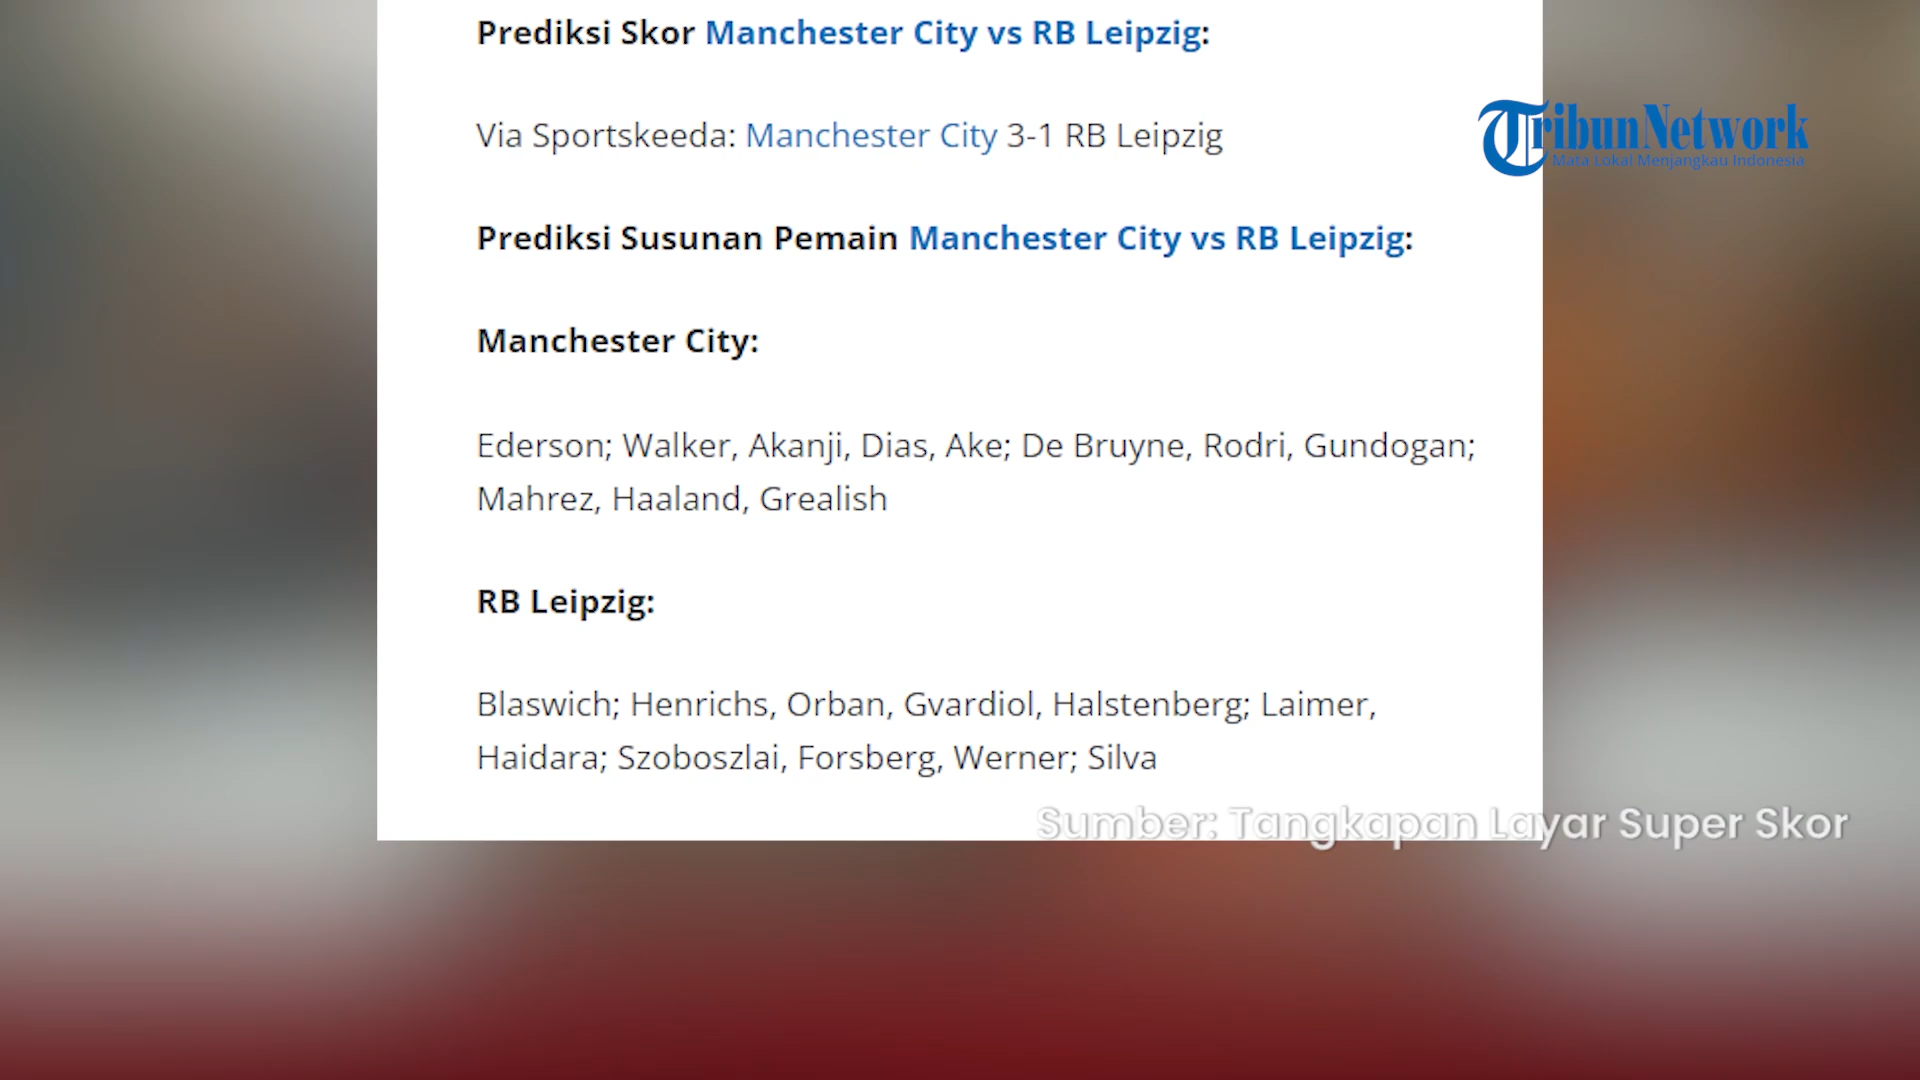 Prediksi Skor Manchester City vs RB Leipzig:
TribunNetwork
Mata Lokal Menjangkau Indonesia
Via Sportskeeda: Manchester City 3-1 RB Leipzig
Prediksi Susunan Pemain Manchester City vs RB Leipzig:
Manchester City:
Ederson; Walker, Akanji, Dias, Ake; De Bruyne, Rodri, Gundogan;
Mahrez, Haaland, Grealish
RB Leipzig:
Blaswich; Henrichs, Orban, Gvardiol, Halstenberg; Laimer,
Haidara; Szoboszlai, Forsberg, Werner; Silva
Sumber: Tangkapan Layar Super Skor